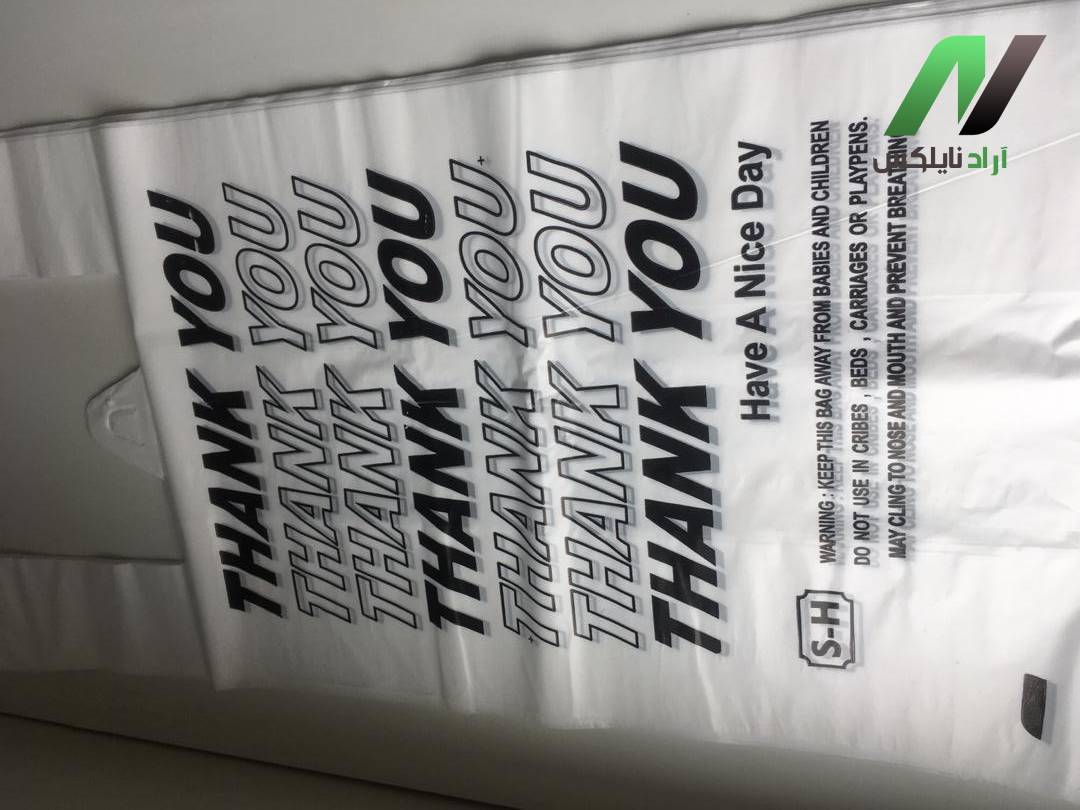 THANK YOU
THANK YOU
THANK YOU
THANK YOU
THANK YOU
THANK YOU
THANK YOU
Have A Nice Day
WARNING : KEEP THIS BAG AWAY FROM BABIES AND CHILDREN
DO NOT USE IN CRIBES , BEDS , CARRIAGES OR PLAYPENS.
MAY CLING TO NOSE AND MOUTH AND PREVENT BREATHING
S-H
آراد نایلکس